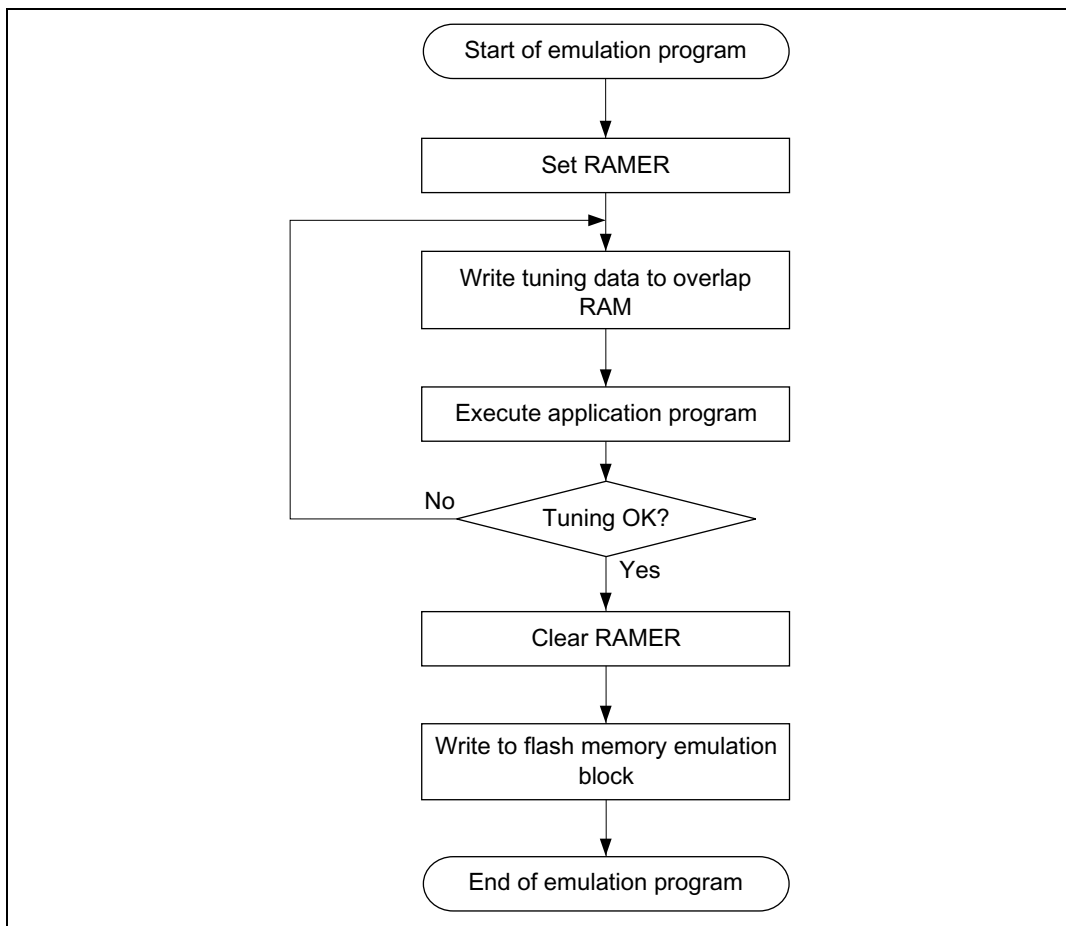 Start of emulation program
Set RAMER
Write tuning data to overlap
RAM
Execute application program
No
Tuning OK?
Yes
Clear RAMER
Write to flash memory emulation
block
End of emulation program